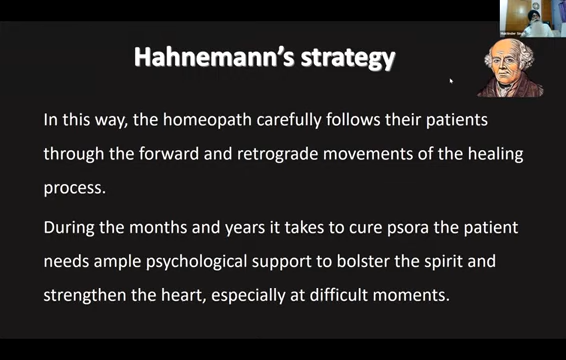 Hahnemann's strategy
In this way, the homeopath carefully follows their patients
through the forward and retrograde movements of the healing
process.
During the months and years it takes to cure psora the patient
needs ample psychological support to bolster the spirit and
strengthen the heart, especially at difficult moments.